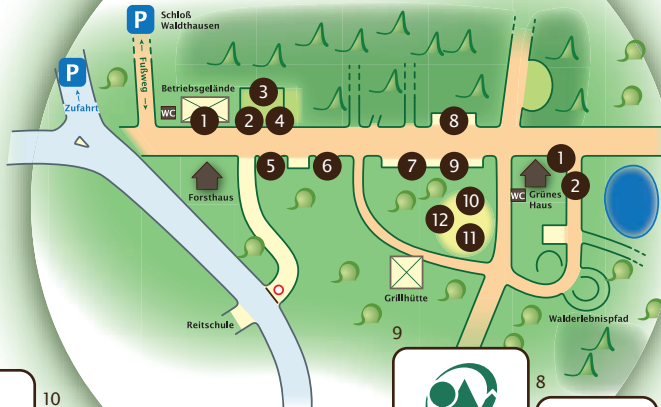 P
Schloß
Waldthausen
P
Fußweg
Zufahrt
Betriebsgelände
WC
1
2
3
4
5
6
7
8
9
10
11
12
Forsthaus
1
2
WC
Grünes
Haus
Grillhütte
Reitschule
Walderlebnispfad
9
8
10